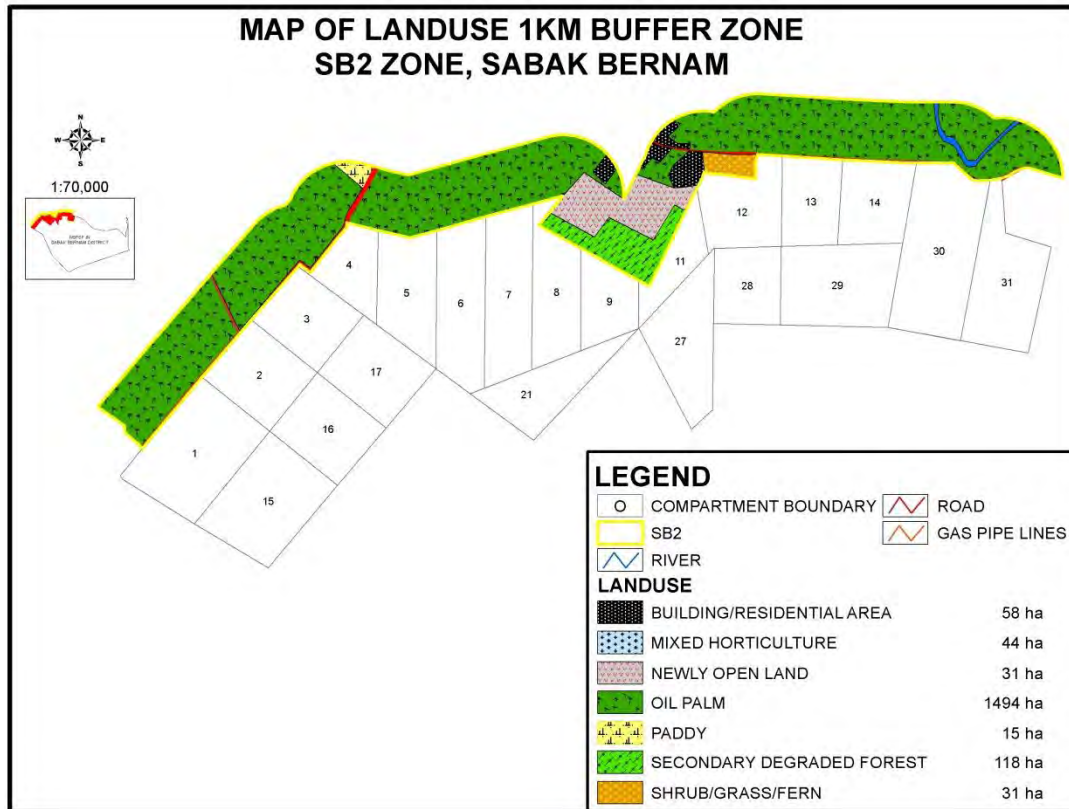 MAP OF LANDUSE 1KM BUFFER ZONE
SB2 ZONE, SABAK BERNAM
N
W E
S
1:70,000
SABAK BERNAM DISTRICT
1
2
3
4
5
6
7
8
9
11
12
13
14
15
16
17
21
27
28
29
30
31
LEGEND
COMPARTMENT BOUNDARY ROAD
SB2 GAS PIPE LINES
RIVER
LANDUSE
BUILDING/RESIDENTIAL AREA 58 ha
MIXED HORTICULTURE 44 ha
NEWLY OPEN LAND 31 ha
OIL PALM 1494 ha
PADDY 15 ha
SECONDARY DEGRADED FOREST 118 ha
SHRUB/GRASS/FERN 31 ha